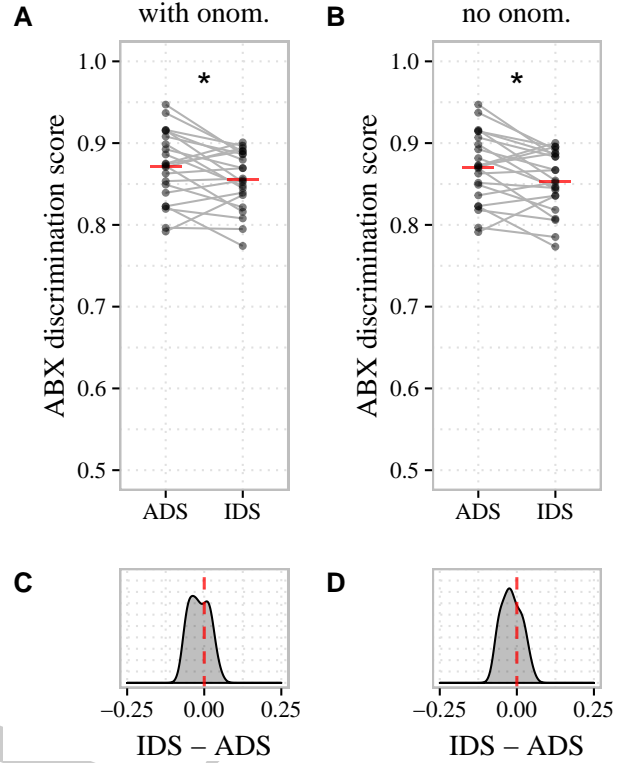 A with onom.
B no onom.
ABX discrimination score
1.0
0.9
0.8
0.7
0.6
0.5
*
ADS IDS
ABX discrimination score
1.0
0.9
0.8
0.7
0.6
0.5
*
ADS IDS
C
−0.25 0.00 0.25
IDS − ADS
D
−0.25 0.00 0.25
IDS − ADS